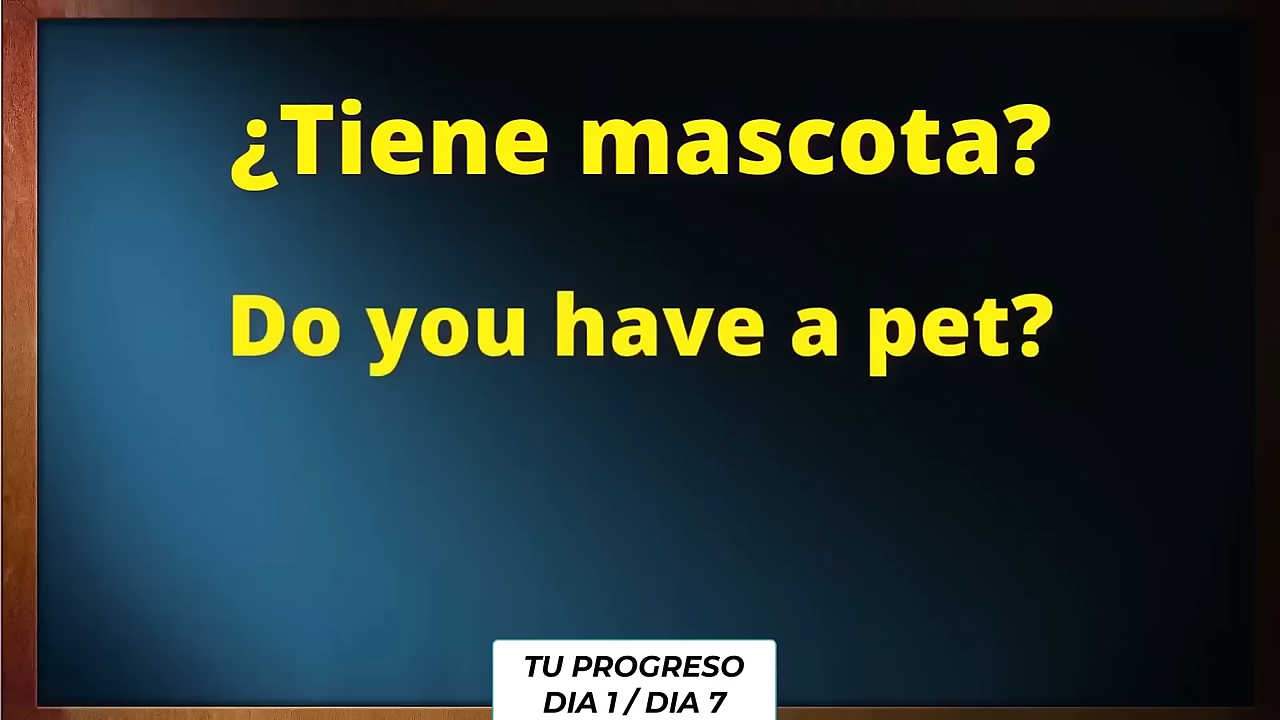 ¿Tiene mascota?
Do you have a pet?
TU PROGRESO
DIA 1 / DIA 7